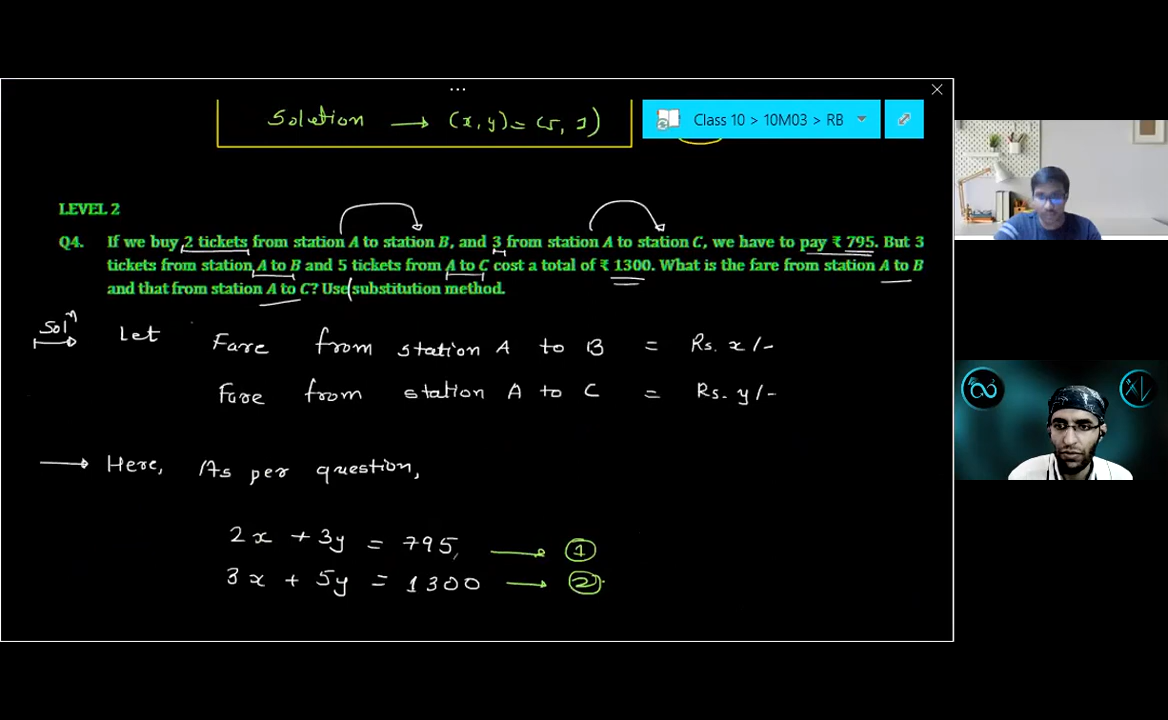 Solution → (x, y) = (5, 1)
Class 10 > 10M03 > RB
LEVEL 2
Q4. If we buy 2 tickets from station A to station B, and 3 from station A to station C, we have to pay ₹ 795. But 3
tickets from station A to B and 5 tickets from A to C cost a total of ₹ 1300. What is the fare from station A to B
and that from station A to C? Use substitution method.
Solⁿ Let Fare from station A to B = Rs. x/-
Fare from station A to C = Rs. y/-
→ Here, As per question,
2x + 3y = 795, → ①
3x + 5y = 1300 → ②